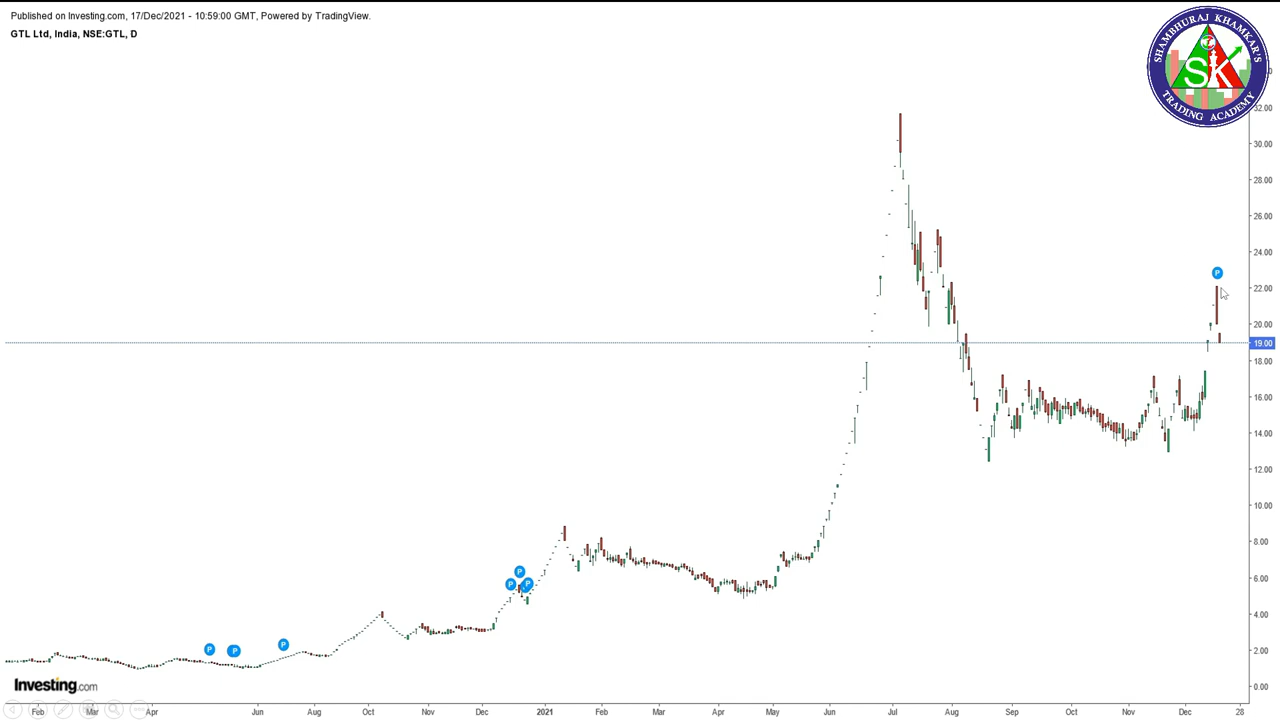 Published on Investing.com, 17/Dec/2021 - 10:59:00 GMT, Powered by TradingView.
GTL Ltd, India, NSE:GTL, D
SHAMBHURAJ KHAMKAR'S
SK
TRADING ACADEMY
32.00
30.00
28.00
26.00
24.00
22.00
20.00
19.00
18.00
16.00
14.00
12.00
10.00
8.00
6.00
4.00
2.00
0.00
P
P P P
P P P
Investing.com
Feb Mar Apr Jun Aug Oct Nov Dec 2021 Feb Mar Apr May Jun Jul Aug Sep Oct Nov Dec 28